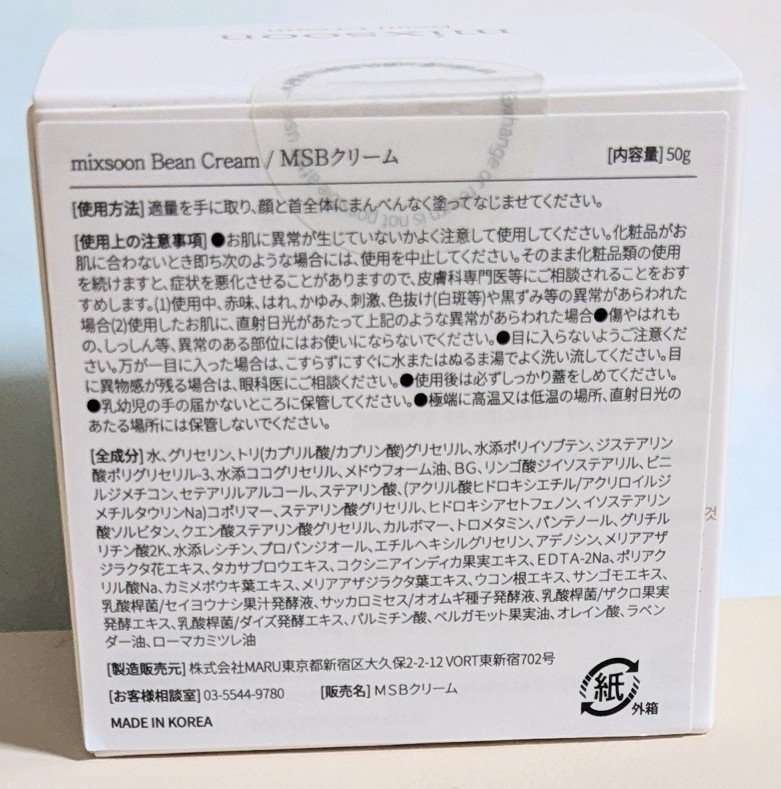 mixsoon
mixsoon Bean Cream / MSBクリーム [内容量] 50g
[使用方法] 適量を手に取り、顔と首全体にまんべんなく塗ってなじませてください。
[使用上の注意事項] ●お肌に異常が生じていないかよく注意して使用してください。化粧品がお
肌に合わないとき即ち次のような場合には、使用を中止してください。そのまま化粧品類の使用
を続けますと、症状を悪化させることがありますので、皮膚科専門医等にご相談されることをおす
すめします。(1)使用中、赤味、はれ、かゆみ、刺激、色抜け(白斑等)や黒ずみ等の異常があらわれた
場合(2)使用したお肌に、直射日光があたって上記のような異常があらわれた場合●傷やはれも
の、しっしん等、異常のある部位にはお使いにならないでください。●目に入らないようご注意くだ
さい。万が一目に入った場合は、こすらずにすぐに水またはぬるま湯でよく洗い流してください。目
に異物感が残る場合は、眼科医にご相談ください。●使用後は必ずしっかり蓋をしめてください。
●乳幼児の手の届かないところに保管してください。●極端に高温又は低温の場所、直射日光の
あたる場所には保管しないでください。
[全成分] 水、グリセリン、トリ(カプリル酸/カプリン酸)グリセリル、水添ポリイソブテン、ジステアリン
酸ポリグリセリル-3、水添ココグリセリル、メドウフォーム油、BG、リンゴ酸ジイソステアリル、ビニ
ルジメチコン、セテアリルアルコール、ステアリン酸、(アクリル酸ヒドロキシエチル/アクリロイルジ
メチルタウリンNa)コポリマー、ステアリン酸グリセリル、ヒドロキシアセトフェノン、イソステアリン
酸ソルビタン、クエン酸ステアリン酸グリセリル、カルボマー、トロメタミン、パンテノール、グリチル
リチン酸2K、水添レシチン、プロパンジオール、エチルヘキシルグリセリン、アデノシン、メリアアザ
ジラクタ花エキス、タカサブロウエキス、コクシニアインディカ果実エキス、EDTA-2Na、ポリアク
リル酸Na、カミメボウキ葉エキス、メリアアザジラクタ葉エキス、ウコン根エキス、サンゴモエキス、
乳酸桿菌/セイヨウナシ果汁発酵液、サッカロミセス/オオムギ種子発酵液、乳酸桿菌/ザクロ果実
発酵エキス、乳酸桿菌/ダイズ発酵エキス、パルミチン酸、ベルガモット果実油、オレイン酸、ラベン
ダー油、ローマカミツレ油
[製造販売元] 株式会社MARU東京都新宿区大久保2-2-12 VORT東新宿702号
[お客様相談室] 03-5544-9780 [販売名] MSBクリーム
MADE IN KOREA
紙
外箱
것